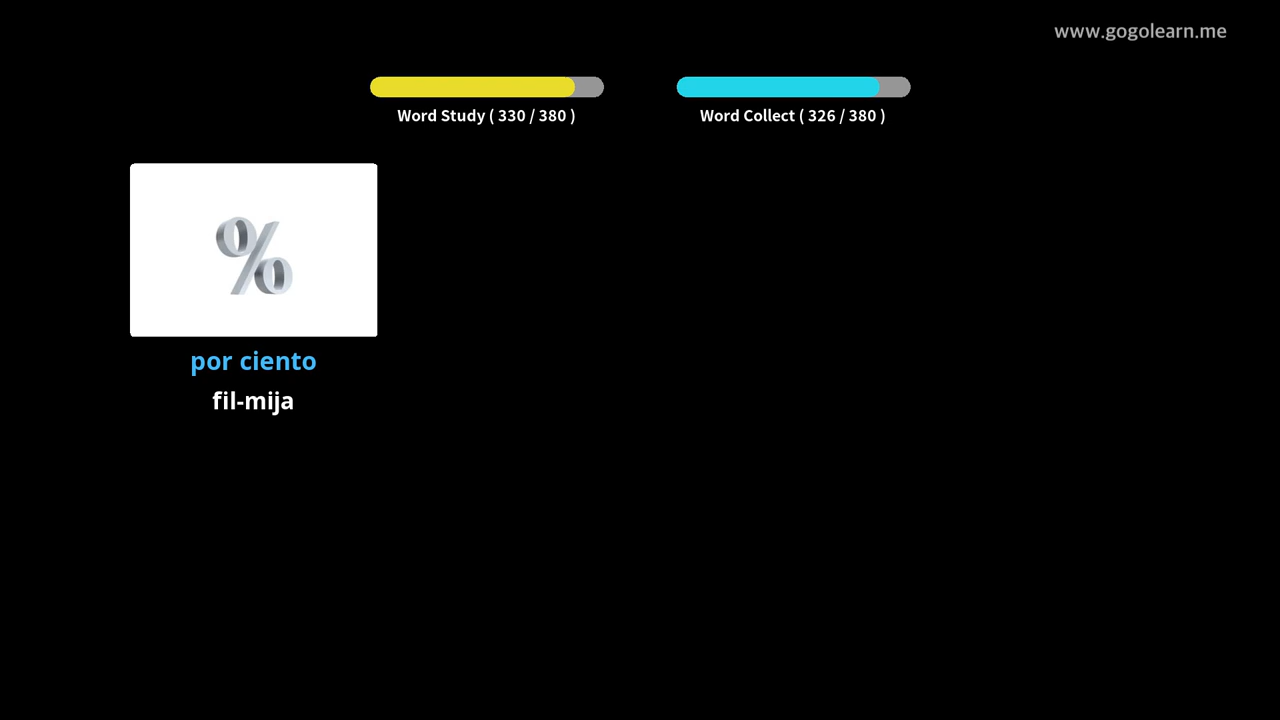 www.gogolearn.me
Word Study ( 330 / 380 )
Word Collect ( 326 / 380 )
%
por ciento
fil-mija